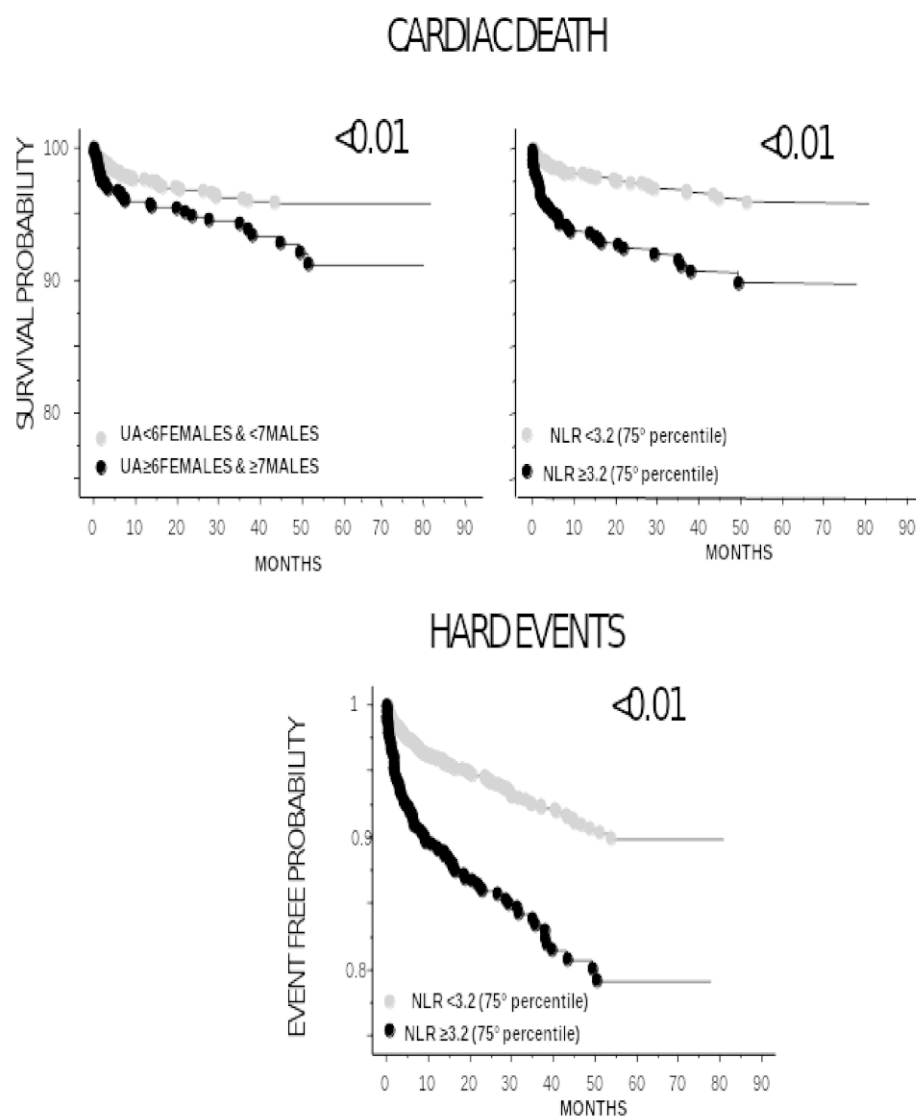 CARDIAC DEATH
<0.01
<0.01
SURVIVAL PROBABILITY
100
90
80
UA<6FEMALES & <7MALES
UA≥6FEMALES & ≥7MALES
NLR <3.2 (75º percentile)
NLR ≥3.2 (75º percentile)
0 10 20 30 40 50 60 70 80 90
MONTHS
0 10 20 30 40 50 60 70 80 90
MONTHS
HARD EVENTS
<0.01
EVENT FREE PROBABILITY
1
0.9
0.8
NLR <3.2 (75º percentile)
NLR ≥3.2 (75º percentile)
0 10 20 30 40 50 60 70 80 90
MONTHS